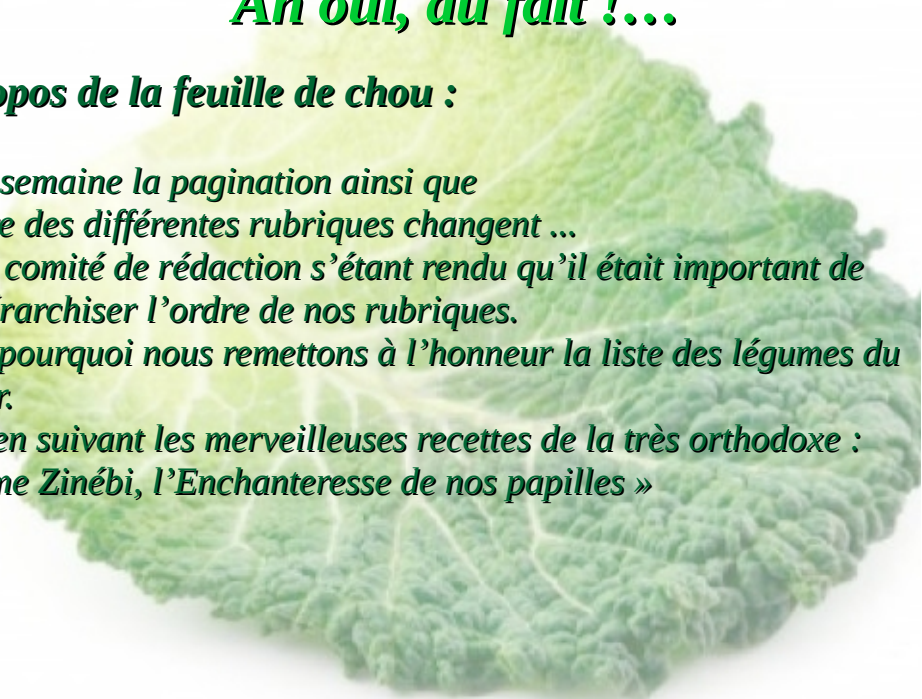 Ah oui, au fait !…
opos de la feuille de chou :
semaine la pagination ainsi que
e des différentes rubriques changent ...
comité de rédaction s’étant rendu qu’il était important de
rarchiser l’ordre de nos rubriques.
pourquoi nous remettons à l’honneur la liste des légumes du
r.
en suivant les merveilleuses recettes de la très orthodoxe :
me Zinébi, l’Enchanteresse de nos papilles »